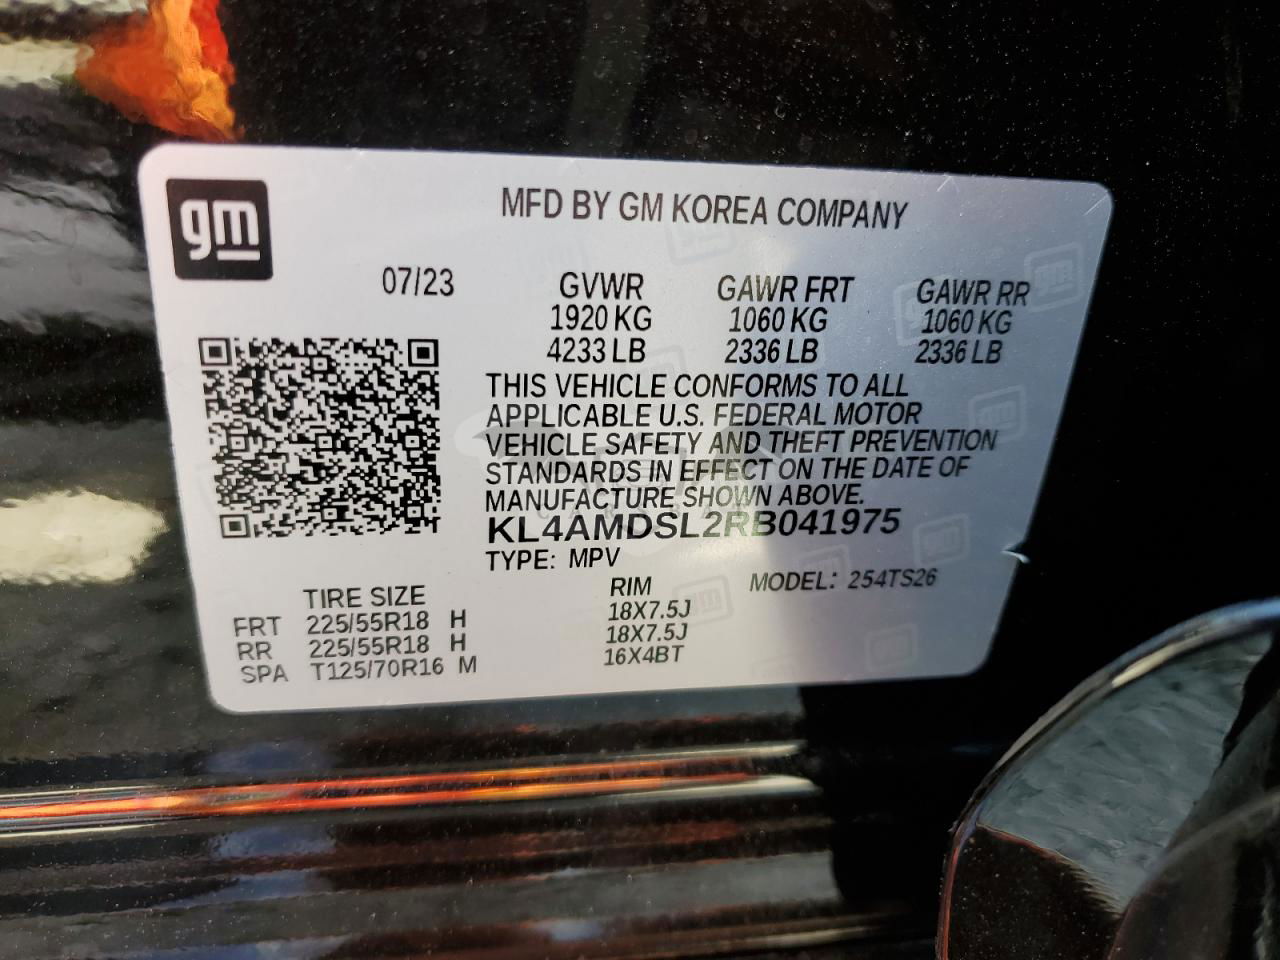 gm
MFD BY GM KOREA COMPANY
07/23 GVWR GAWR FRT GAWR RR
1920 KG 1060 KG 1060 KG
4233 LB 2336 LB 2336 LB
THIS VEHICLE CONFORMS TO ALL
APPLICABLE U.S. FEDERAL MOTOR
VEHICLE SAFETY AND THEFT PREVENTION
STANDARDS IN EFFECT ON THE DATE OF
MANUFACTURE SHOWN ABOVE.
KL4AMDSL2RB041975
TYPE: MPV
TIRE SIZE RIM MODEL: 254TS26
FRT 225/55R18 H 18X7.5J
RR 225/55R18 H 18X7.5J
SPA T125/70R16 M 16X4BT